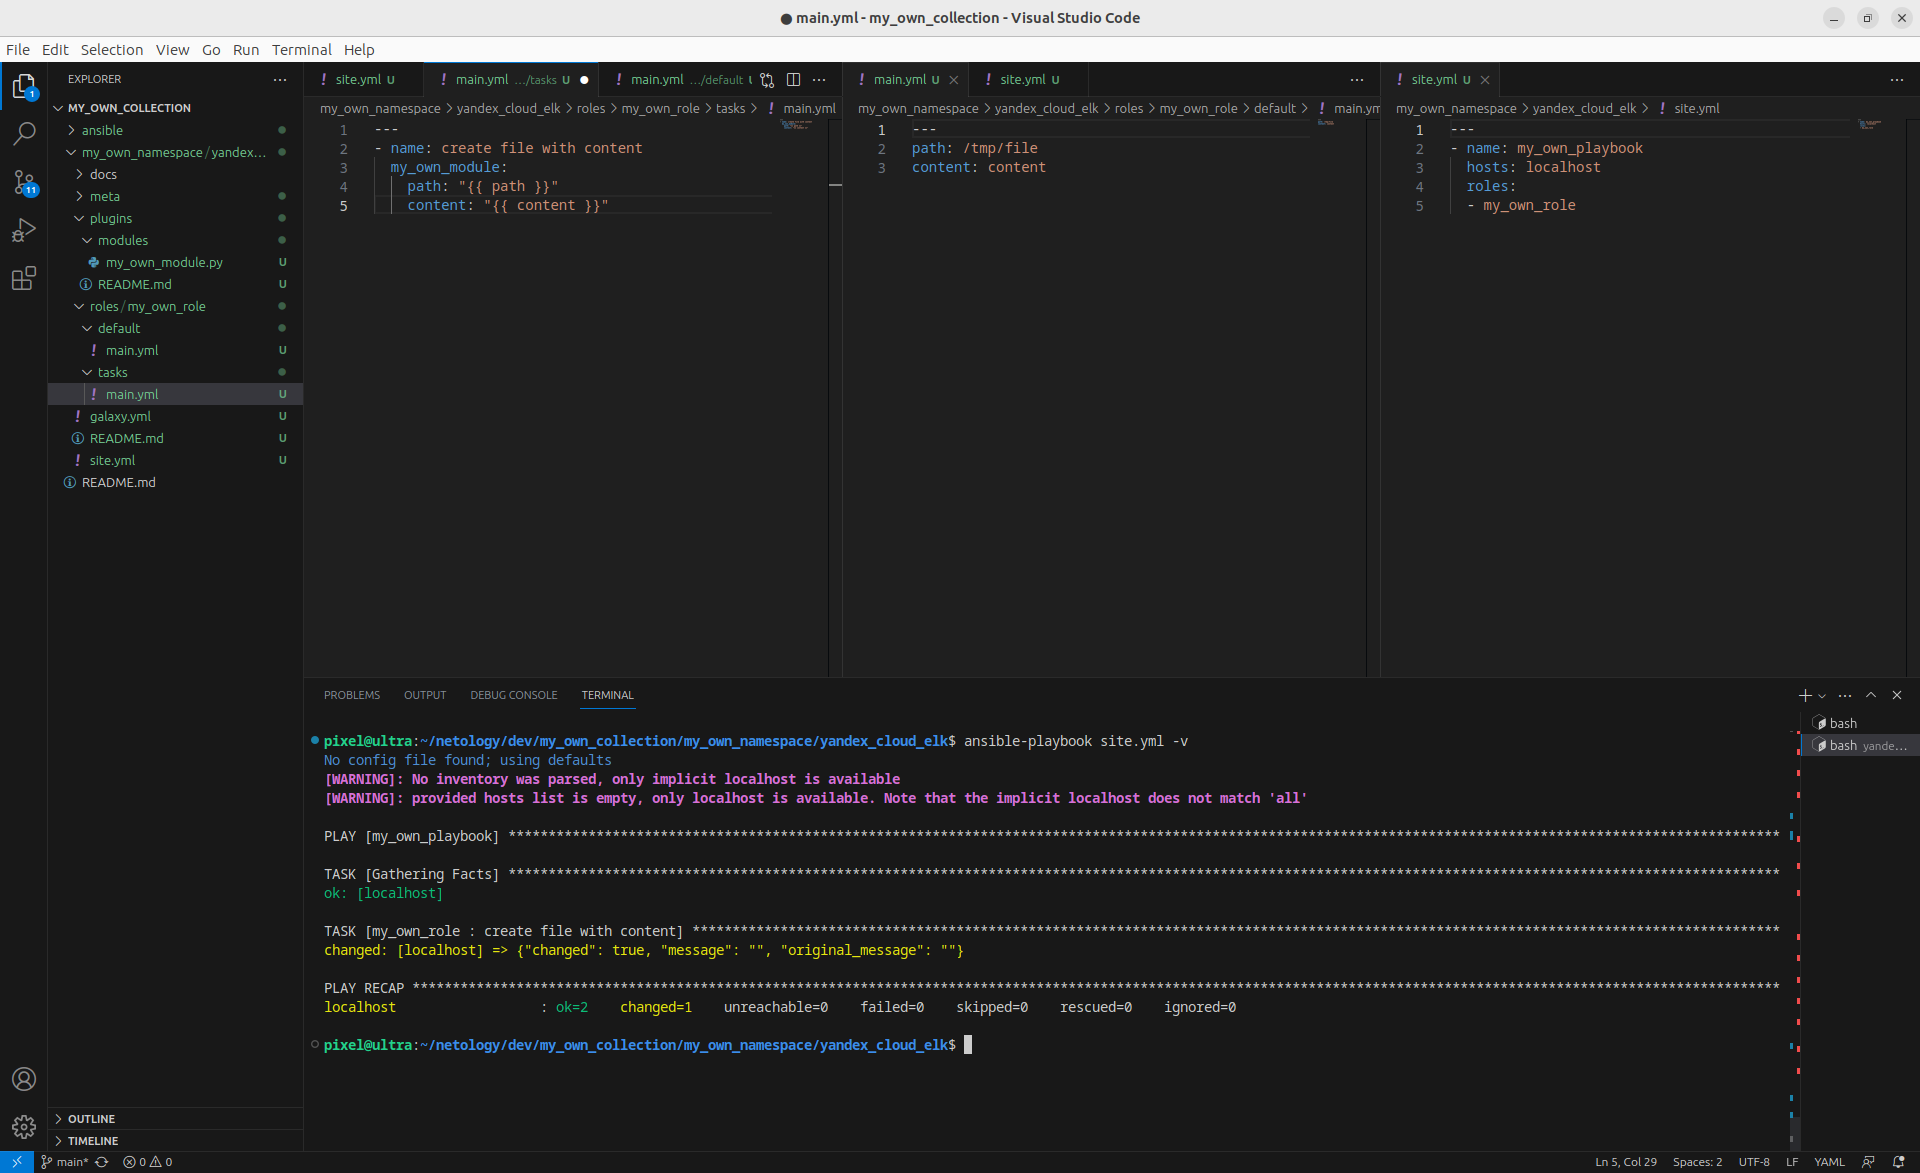 ● main.yml - my_own_collection - Visual Studio Code
File Edit Selection View Go Run Terminal Help
EXPLORER
MY_OWN_COLLECTION
ansible
my_own_namespace / yandex...
docs
meta
plugins
modules
my_own_module.py U
README.md U
roles / my_own_role
default
main.yml U
tasks
main.yml U
galaxy.yml U
README.md U
site.yml U
README.md
OUTLINE
TIMELINE
1
11
site.yml U
main.yml .../tasks U
main.yml .../default
my_own_namespace > yandex_cloud_elk > roles > my_own_role > tasks > ! main.yml
1 ---
2 - name: create file with content
3 my_own_module:
4 path: "{{ path }}"
5 content: "{{ content }}"
main.yml U
site.yml U
my_own_namespace > yandex_cloud_elk > roles > my_own_role > default > ! main.ym
1 ---
2 path: /tmp/file
3 content: content
site.yml U
my_own_namespace > yandex_cloud_elk > ! site.yml
1 ---
2 - name: my_own_playbook
3 hosts: localhost
4 roles:
5 - my_own_role
PROBLEMS OUTPUT DEBUG CONSOLE TERMINAL
bash
bash yande...
pixel@ultra:~/netology/dev/my_own_collection/my_own_namespace/yandex_cloud_elk$ ansible-playbook site.yml -v
No config file found; using defaults
[WARNING]: No inventory was parsed, only implicit localhost is available
[WARNING]: provided hosts list is empty, only localhost is available. Note that the implicit localhost does not match 'all'
PLAY [my_own_playbook] ***
TASK [Gathering Facts] ***
ok: [localhost]
TASK [my_own_role : create file with content] ***
changed: [localhost] => {"changed": true, "message": "", "original_message": ""}
PLAY RECAP ***
localhost : ok=2 changed=1 unreachable=0 failed=0 skipped=0 rescued=0 ignored=0
pixel@ultra:~/netology/dev/my_own_collection/my_own_namespace/yandex_cloud_elk$
main* 0 0 Ln 5, Col 29 Spaces: 2 UTF-8 LF YAML